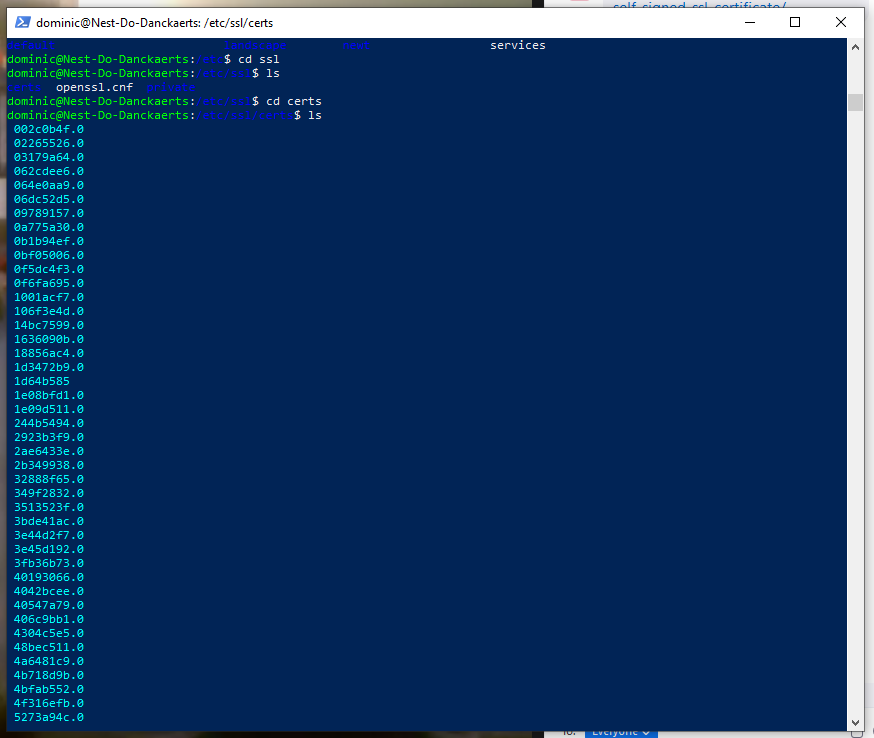 self-signed-ssl-certificate/
dominic@Nest-Do-Danckaerts: /etc/ssl/certs
services
dominic@Nest-Do-Danckaerts:/etc$ cd ssl
dominic@Nest-Do-Danckaerts:/etc/ssl$ ls
certs openssl.cnf private
dominic@Nest-Do-Danckaerts:/etc/ssl$ cd certs
dominic@Nest-Do-Danckaerts:/etc/ssl/certs$ ls
002c0b4f.0
02265526.0
03179a64.0
062cdee6.0
064e0aa9.0
06dc52d5.0
09789157.0
0a775a30.0
0b1b94ef.0
0bf05006.0
0f5dc4f3.0
0f6fa695.0
1001acf7.0
106f3e4d.0
14bc7599.0
1636090b.0
18856ac4.0
1d3472b9.0
1d64b585
1e08bfd1.0
1e09d511.0
244b5494.0
2923b3f9.0
2ae6433e.0
2b349938.0
32888f65.0
349f2832.0
3513523f.0
3bde41ac.0
3e44d2f7.0
3e45d192.0
3fb36b73.0
40193066.0
4042bcee.0
40547a79.0
406c9bb1.0
4304c5e5.0
48bec511.0
4a6481c9.0
4b718d9b.0
4bfab552.0
4f316efb.0
5273a94c.0
To: Everyone